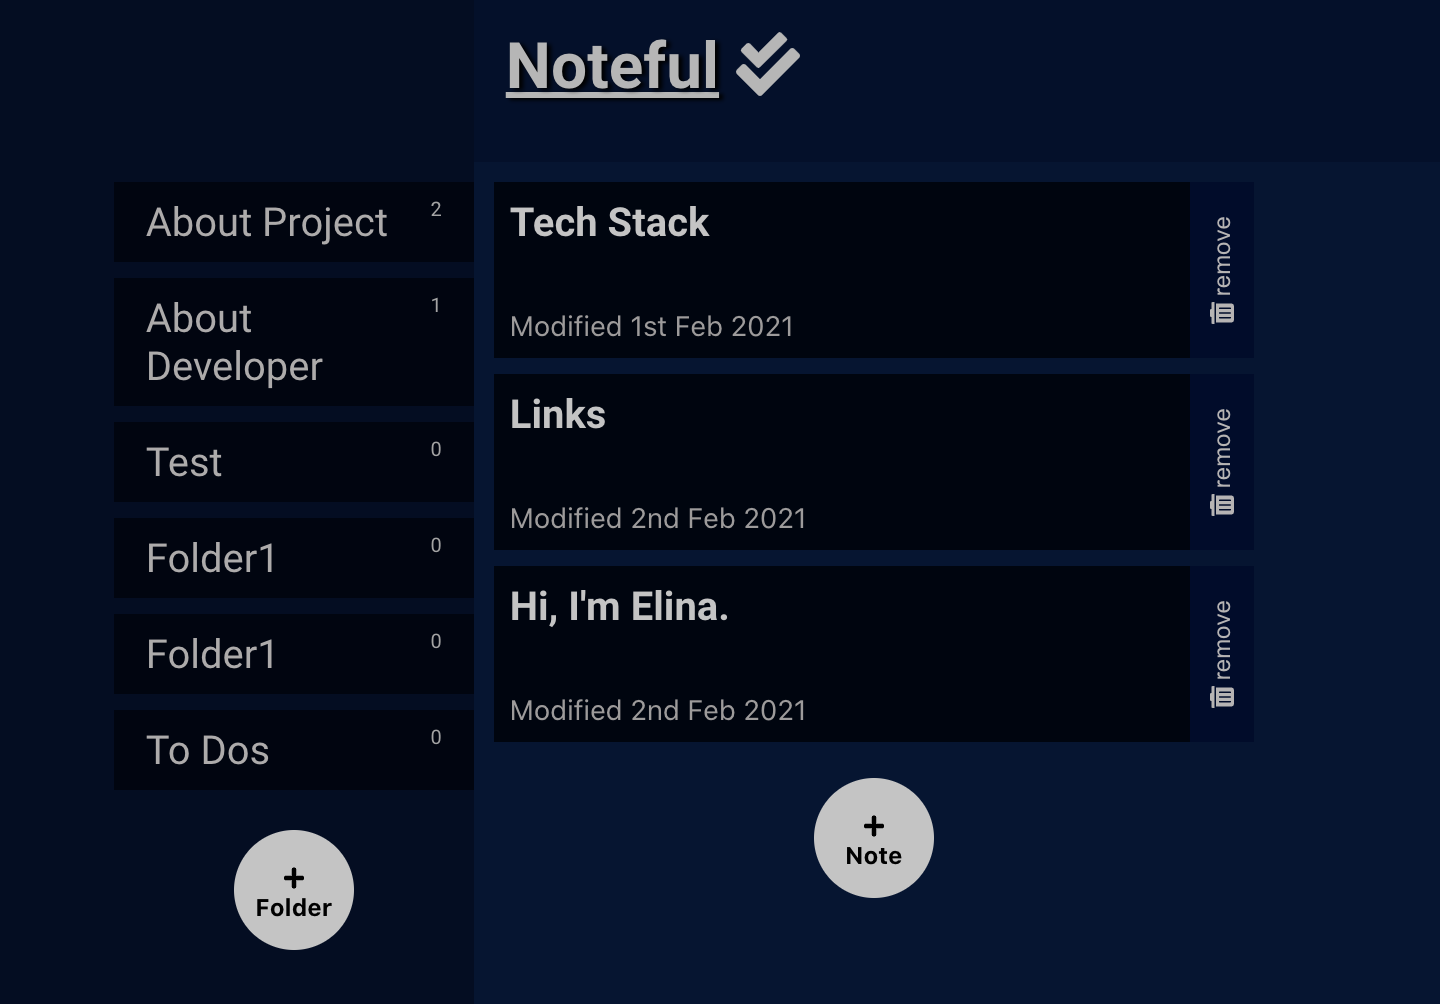 Noteful
About Project 2
About 1
Developer
Test 0
Folder1 0
Folder1 0
To Dos 0
+
Folder
Tech Stack
Modified 1st Feb 2021
remove
Links
Modified 2nd Feb 2021
remove
Hi, I'm Elina.
Modified 2nd Feb 2021
remove
+
Note